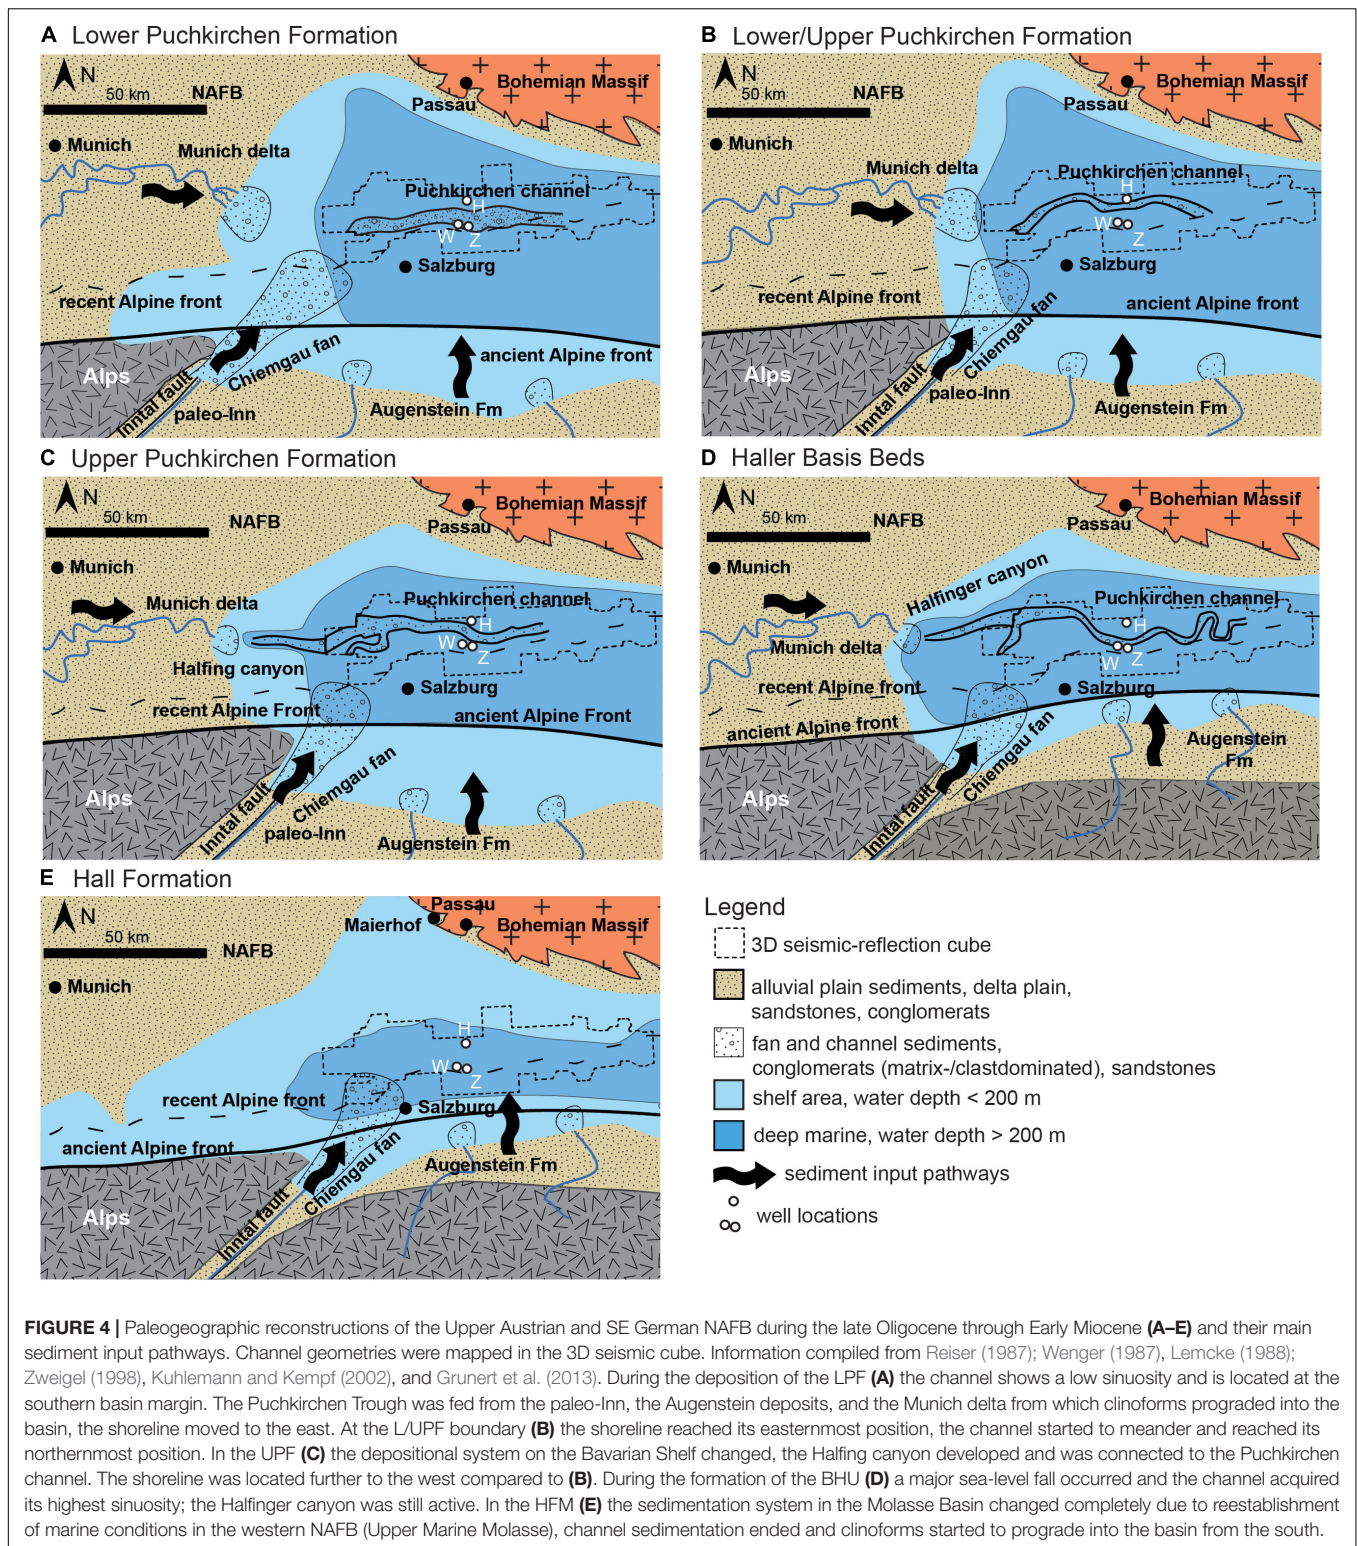 A Lower Puchkirchen Formation
N
50 km
NAFB
Bohemian Massif
Passau
Munich
Munich delta
Puchkirchen channel
H
W
Z
Salzburg
recent Alpine front
ancient Alpine front
Alps
Chiemgau fan
Inntal fault
paleo-Inn
Augenstein Fm
B Lower/Upper Puchkirchen Formation
N
50 km
NAFB
Bohemian Massif
Passau
Munich
Munich delta
Puchkirchen channel
H
W
Z
Salzburg
recent Alpine front
ancient Alpine front
Alps
Chiemgau fan
Inntal fault
paleo-Inn
Augenstein Fm
C Upper Puchkirchen Formation
N
50 km
NAFB
Bohemian Massif
Passau
Munich
Munich delta
Puchkirchen channel
H
W
Z
Halfing canyon
Salzburg
recent Alpine Front
ancient Alpine Front
Alps
Chiemgau fan
Inntal fault
paleo-Inn
Augenstein Fm
D Haller Basis Beds
N
50 km
NAFB
Bohemian Massif
Passau
Munich
Halfinger canyon
Puchkirchen channel
H
Munich delta
W
Z
recent Alpine front
Salzburg
ancient Alpine front
Augenstein
Fm
Alps
Chiemgau fan
Inntal fault
E Hall Formation
N
50 km
NAFB
Passau
Maierhof
Bohemian Massif
Munich
H
W
Z
recent Alpine front
Salzburg
ancient Alpine front
Augenstein Fm
Chiemgau fan
Alps
Inntal fault
Legend
3D seismic-reflection cube
alluvial plain sediments, delta plain,
sandstones, conglomerats
fan and channel sediments,
conglomerats (matrix-/clastdominated), sandstones
shelf area, water depth < 200 m
deep marine, water depth > 200 m
sediment input pathways
well locations
FIGURE 4 | Paleogeographic reconstructions of the Upper Austrian and SE German NAFB during the late Oligocene through Early Miocene (A–E) and their main
sediment input pathways. Channel geometries were mapped in the 3D seismic cube. Information compiled from Reiser (1987); Wenger (1987), Lemcke (1988);
Zweigel (1998), Kuhlemann and Kempf (2002), and Grunert et al. (2013). During the deposition of the LPF (A) the channel shows a low sinuosity and is located at the
southern basin margin. The Puchkirchen Trough was fed from the paleo-Inn, the Augenstein deposits, and the Munich delta from which clinoforms prograded into the
basin, the shoreline moved to the east. At the L/UPF boundary (B) the shoreline reached its easternmost position, the channel started to meander and reached its
northernmost position. In the UPF (C) the depositional system on the Bavarian Shelf changed, the Halfing canyon developed and was connected to the Puchkirchen
channel. The shoreline was located further to the west compared to (B). During the formation of the BHU (D) a major sea-level fall occurred and the channel acquired
its highest sinuosity; the Halfinger canyon was still active. In the HFM (E) the sedimentation system in the Molasse Basin changed completely due to reestablishment
of marine conditions in the western NAFB (Upper Marine Molasse), channel sedimentation ended and clinoforms started to prograde into the basin from the south.